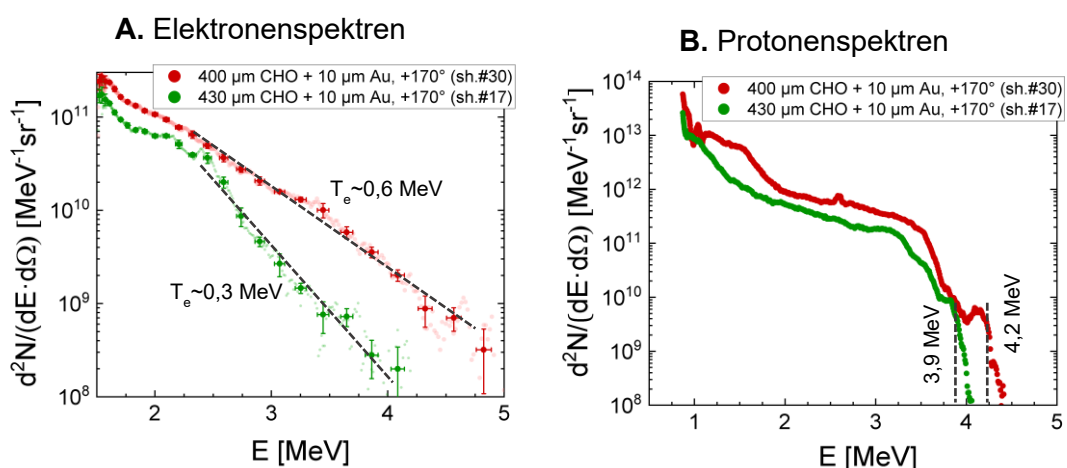 A. Elektronenspektren
400 µm CHO + 10 µm Au, +170° (sh.#30)
430 µm CHO + 10 µm Au, +170° (sh.#17)
d²N/(dE·dΩ) [MeV⁻¹sr⁻¹]
10¹¹
10¹⁰
10⁹
10⁸
Tₑ~0,6 MeV
Tₑ~0,3 MeV
2 3 4 5
E [MeV]
B. Protonenspektren
400 µm CHO + 10 µm Au, +170° (sh.#30)
430 µm CHO + 10 µm Au, +170° (sh.#17)
d²N/(dE·dΩ) [MeV⁻¹sr⁻¹]
10¹⁴
10¹³
10¹²
10¹¹
10¹⁰
10⁹
10⁸
3,9 MeV
4,2 MeV
1 2 3 4 5
E [MeV]